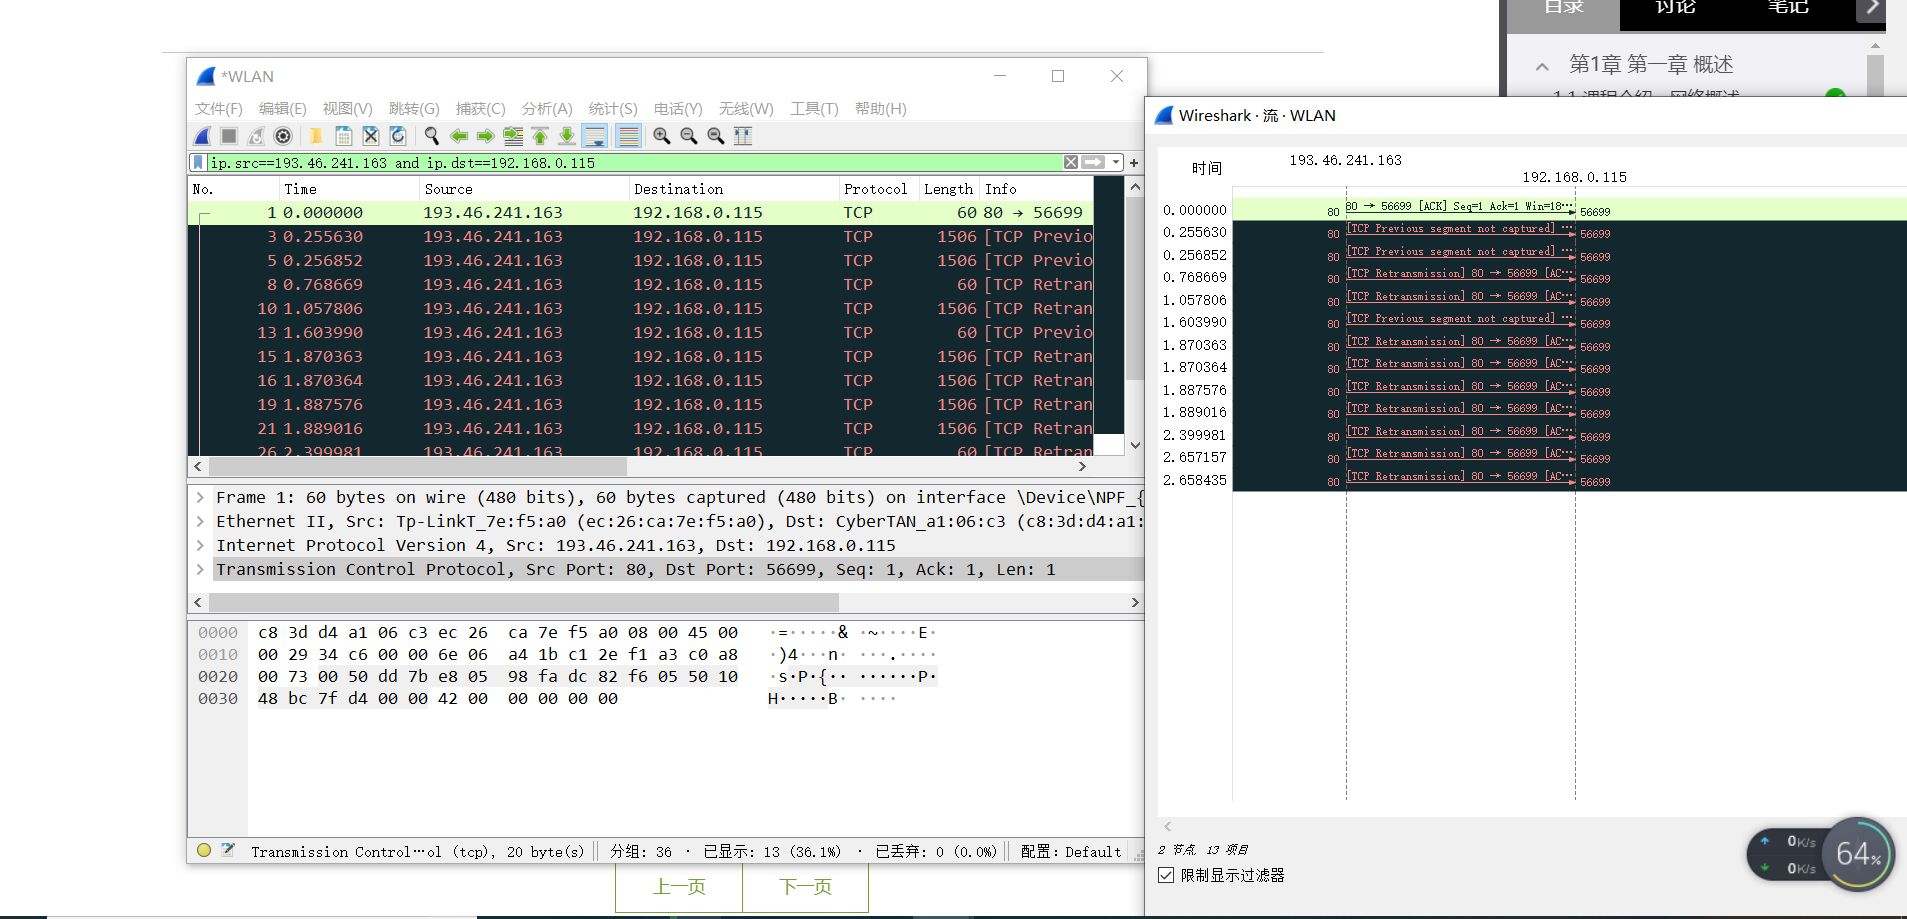 目录 讨论 笔记
第1章 第一章 概述
*WLAN
文件(F) 编辑(E) 视图(V) 跳转(G) 捕获(C) 分析(A) 统计(S) 电话(Y) 无线(W) 工具(T) 帮助(H)
ip.src==193.46.241.163 and ip.dst==192.168.0.115
No. Time Source Destination Protocol Length Info
1 0.000000 193.46.241.163 192.168.0.115 TCP 60 80 → 56699
3 0.255630 193.46.241.163 192.168.0.115 TCP 1506 [TCP Previo
5 0.256852 193.46.241.163 192.168.0.115 TCP 1506 [TCP Previo
8 0.768669 193.46.241.163 192.168.0.115 TCP 60 [TCP Retran
10 1.057806 193.46.241.163 192.168.0.115 TCP 1506 [TCP Retran
13 1.603990 193.46.241.163 192.168.0.115 TCP 60 [TCP Previo
15 1.870363 193.46.241.163 192.168.0.115 TCP 1506 [TCP Retran
16 1.870364 193.46.241.163 192.168.0.115 TCP 1506 [TCP Retran
19 1.887576 193.46.241.163 192.168.0.115 TCP 1506 [TCP Retran
21 1.889016 193.46.241.163 192.168.0.115 TCP 1506 [TCP Retran
26 2.399981 193.46.241.163 192.168.0.115 TCP 60 [TCP Retran
Frame 1: 60 bytes on wire (480 bits), 60 bytes captured (480 bits) on interface \Device\NPF_{
Ethernet II, Src: Tp-LinkT_7e:f5:a0 (ec:26:ca:7e:f5:a0), Dst: CyberTAN_a1:06:c3 (c8:3d:d4:a1:
Internet Protocol Version 4, Src: 193.46.241.163, Dst: 192.168.0.115
Transmission Control Protocol, Src Port: 80, Dst Port: 56699, Seq: 1, Ack: 1, Len: 1
0000 c8 3d d4 a1 06 c3 ec 26 ca 7e f5 a0 08 00 45 00 ·=·····& ·~····E·
0010 00 29 34 c6 00 00 6e 06 a4 1b c1 2e f1 a3 c0 a8 ·)4···n· ···.····
0020 00 73 00 50 dd 7b e8 05 98 fa dc 82 f6 05 50 10 ·s·P·{·· ······P·
0030 48 bc 7f d4 00 00 42 00 00 00 00 00 H·····B· ····
Transmission Control…ol (tcp), 20 byte(s) 分组: 36 · 已显示: 13 (36.1%) · 已丢弃: 0 (0.0%) 配置: Default
上一页 下一页
Wireshark · 流 · WLAN
时间 193.46.241.163
192.168.0.115
0.000000 80 80 → 56699 [ACK] Seq=1 Ack=1 Win=18… 56699
0.255630 80 [TCP Previous segment not captured] … 56699
0.256852 80 [TCP Previous segment not captured] … 56699
0.768669 80 [TCP Retransmission] 80 → 56699 [AC… 56699
1.057806 80 [TCP Retransmission] 80 → 56699 [AC… 56699
1.603990 80 [TCP Previous segment not captured] … 56699
1.870363 80 [TCP Retransmission] 80 → 56699 [AC… 56699
1.870364 80 [TCP Retransmission] 80 → 56699 [AC… 56699
1.887576 80 [TCP Retransmission] 80 → 56699 [AC… 56699
1.889016 80 [TCP Retransmission] 80 → 56699 [AC… 56699
2.399981 80 [TCP Retransmission] 80 → 56699 [AC… 56699
2.657157 80 [TCP Retransmission] 80 → 56699 [AC… 56699
2.658435 80 [TCP Retransmission] 80 → 56699 [AC… 56699
2 节点, 13 项目
限制显示过滤器
0K/s
0K/s
64%